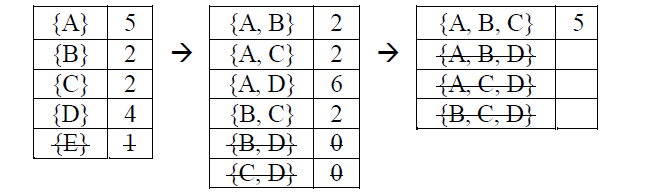 {A} 5
{B} 2
{C} 2
{D} 4
{E} 1
→
{A, B} 2
{A, C} 2
{A, D} 6
{B, C} 2
{B, D} 0
{C, D} 0
→
{A, B, C} 5
{A, B, D}
{A, C, D}
{B, C, D}